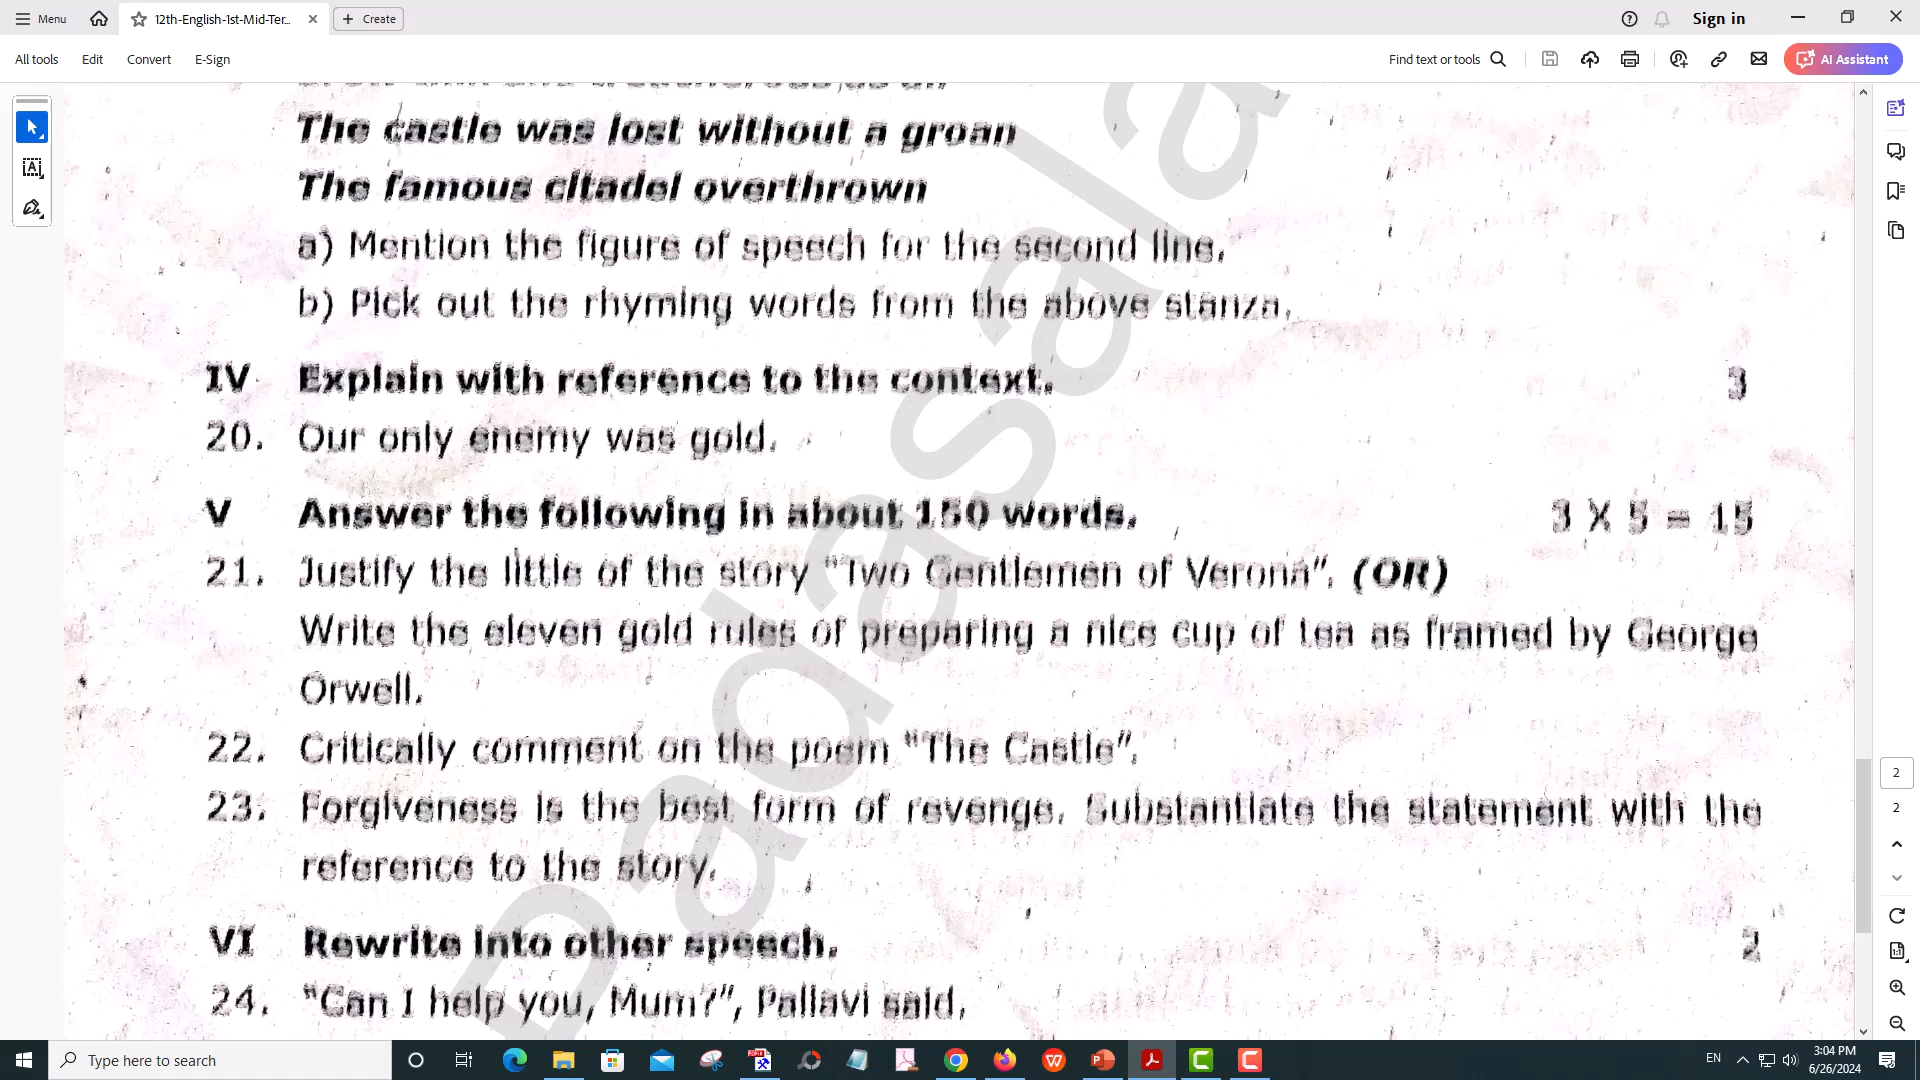 Menu
12th-English-1st-Mid-Ter...
Create
Sign in
All tools
Edit
Convert
E-Sign
Find text or tools
AI Assistant
The castle was lost without a groan
The famous citadel overthrown
a) Mention the figure of speech for the second line.
b) Pick out the rhyming words from the above stanza.
IV Explain with reference to the context. 3
20. Our only enemy was gold.
V Answer the following in about 150 words. 3 X 5 = 15
21. Justify the little of the story "Two Gentlemen of Verona". (OR)
Write the eleven gold rules of preparing a nice cup of tea as framed by George
Orwell.
22. Critically comment on the poem "The Castle".
23. Forgiveness is the best form of revenge. Substantiate the statement with the
reference to the story.
VI Rewrite into other speech. 2
24. "Can I help you, Mum?", Pallavi said.
Padasala
2
2
Type here to search
EN
3:04 PM
6/26/2024